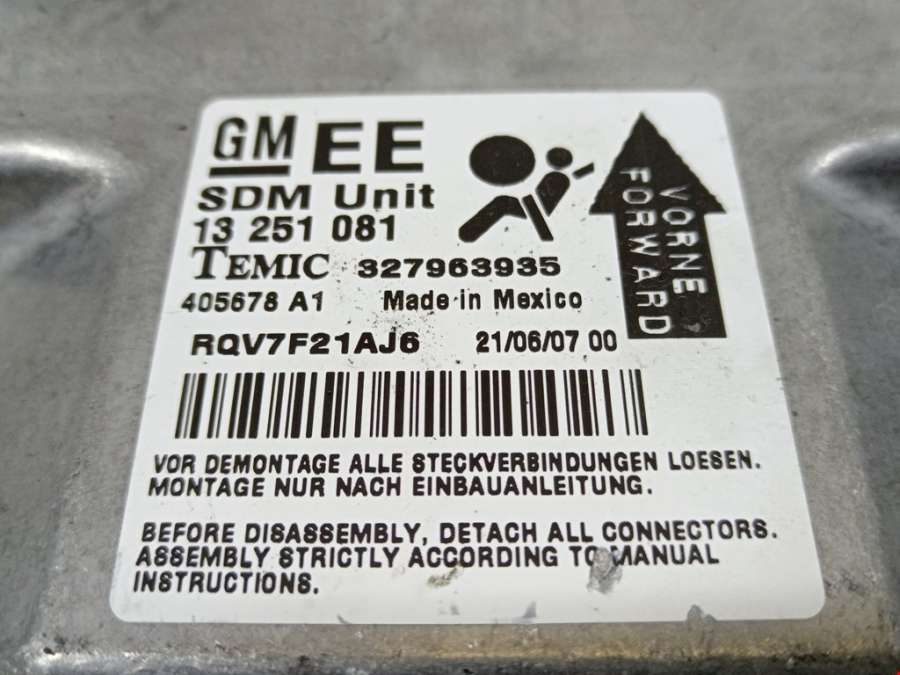 GM EE
SDM Unit
13 251 081
TEMIC 327963935
405678 A1 Made in Mexico
RQV7F21AJ6 21/06/07 00
VORNE
FORWARD
VOR DEMONTAGE ALLE STECKVERBINDUNGEN LOESEN.
MONTAGE NUR NACH EINBAUANLEITUNG.
BEFORE DISASSEMBLY, DETACH ALL CONNECTORS.
ASSEMBLY STRICTLY ACCORDING TO MANUAL
INSTRUCTIONS.